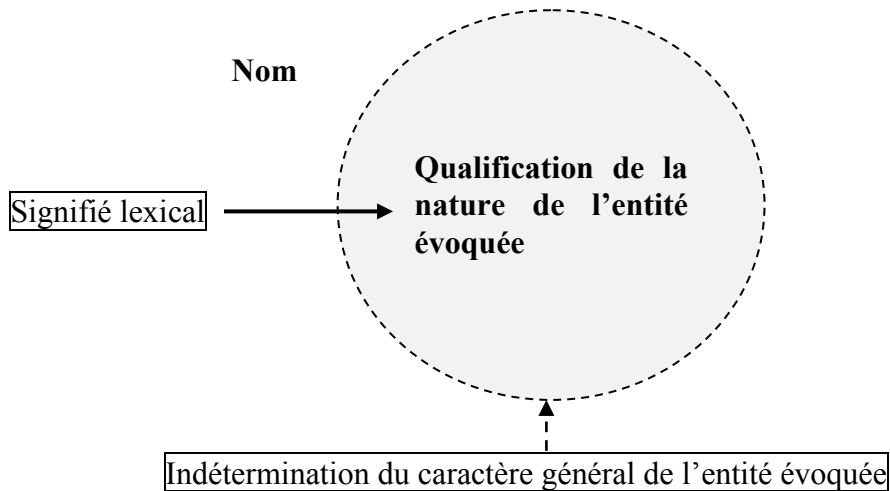 Nom
Qualification de la
nature de l’entité
évoquée
Signifié lexical
Indétermination du caractère général de l’entité évoquée